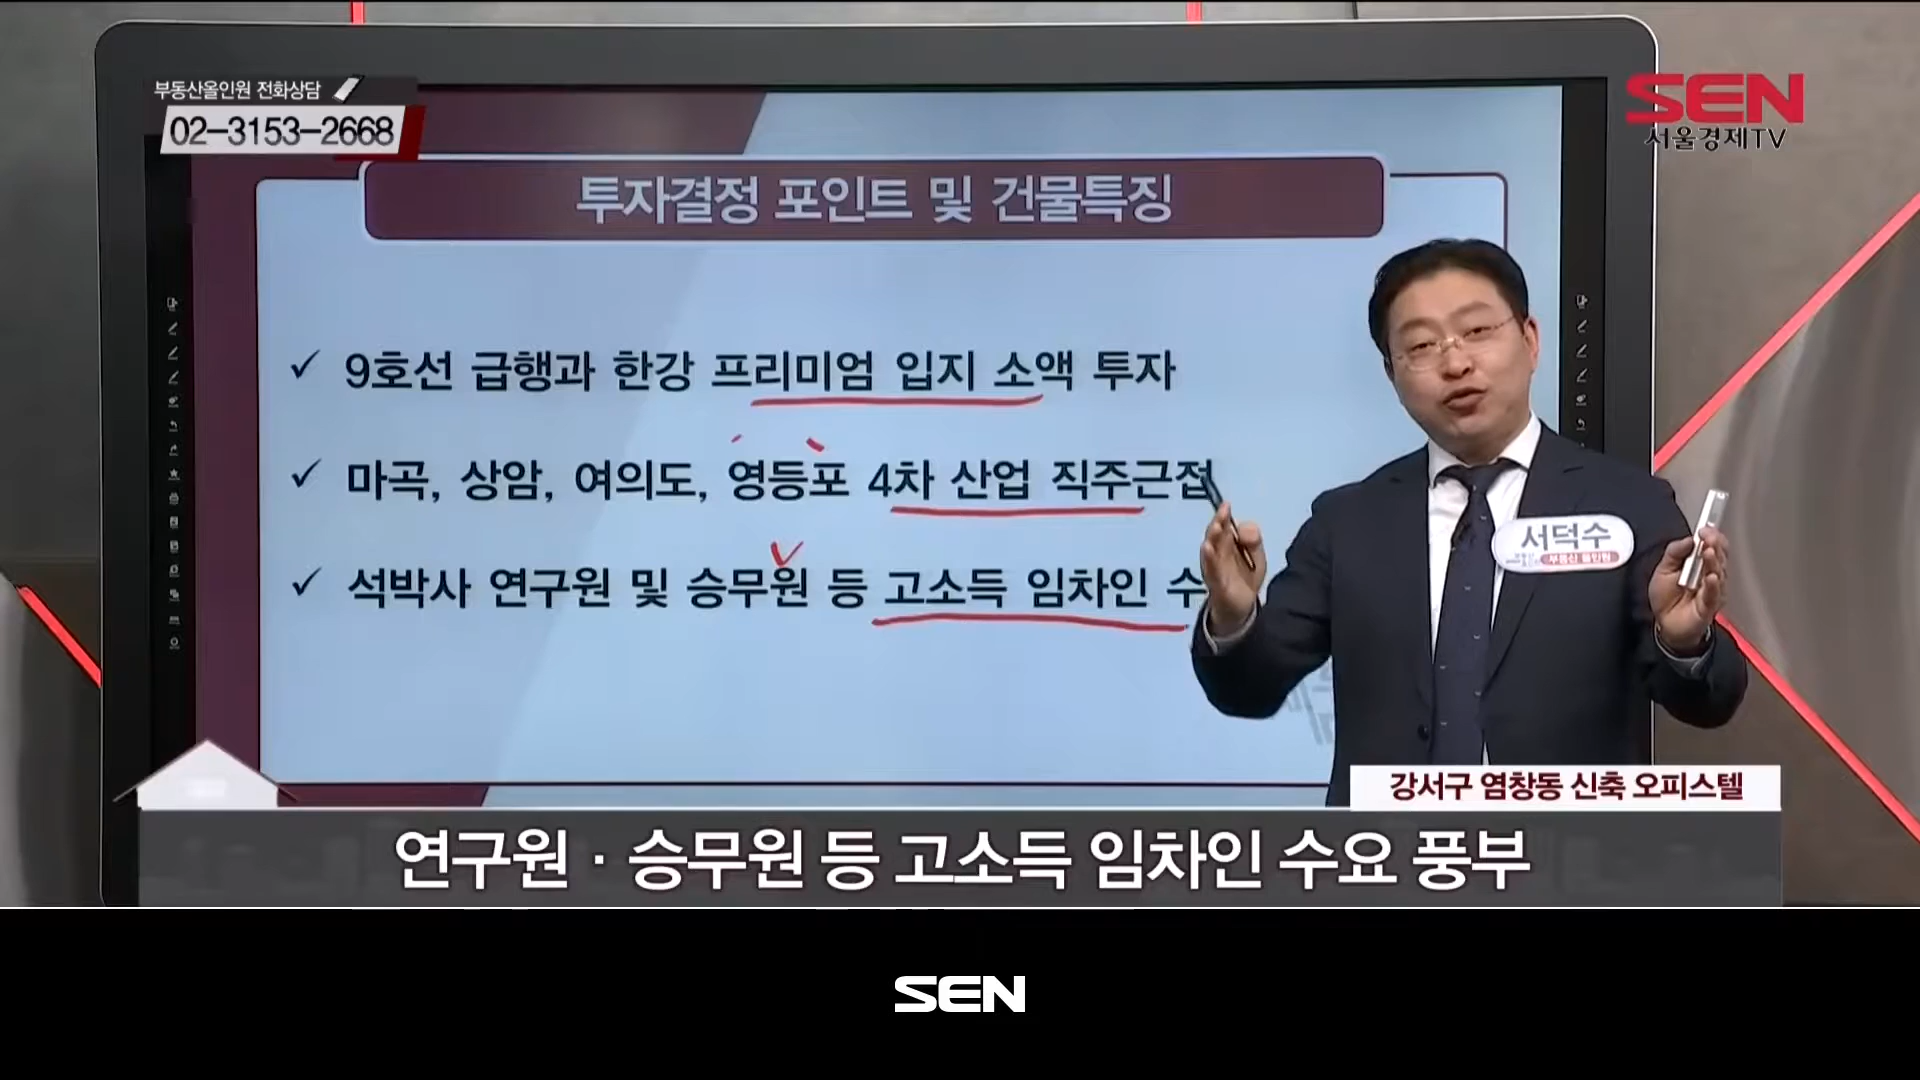 부동산올인원 전화상담
02-3153-2668
SEN
서울경제TV
투자결정 포인트 및 건물특징
9호선 급행과 한강 프리미엄 입지 소액 투자
마곡, 상암, 여의도, 영등포 4차 산업 직주근접
석박사 연구원 및 승무원 등 고소득 임차인 수
서덕수
부동산 올인원
강서구 염창동 신축 오피스텔
연구원 · 승무원 등 고소득 임차인 수요 풍부
SEN